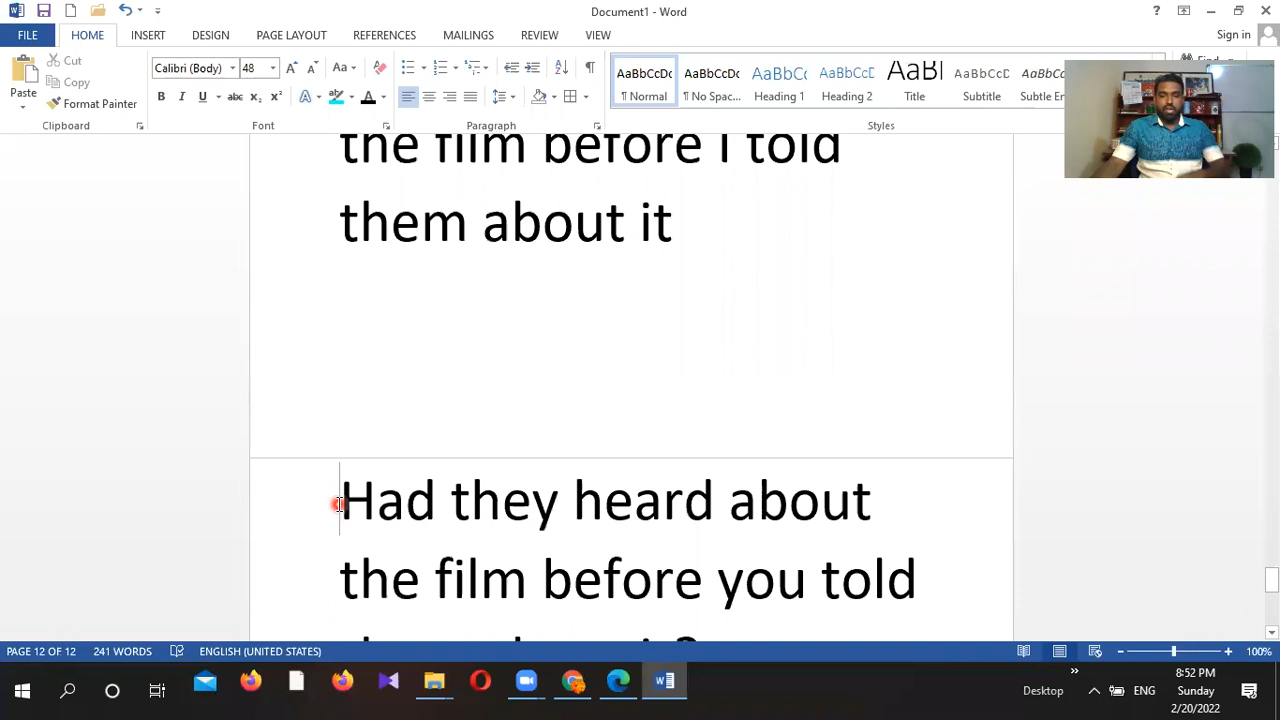 Document1 - Word
FILE HOME INSERT DESIGN PAGE LAYOUT REFERENCES MAILINGS REVIEW VIEW Sign in
Paste
Cut
Copy
Format Painter
Calibri (Body) 48
AaBbCcDc AaBbCcDc AaBbCc AaBbCcD AaBl AaBbCcD
¶ Normal ¶ No Spac... Heading 1 Heading 2 Title Subtitle Subtle En
Clipboard Font Paragraph Styles
the film before I told
them about it
Had they heard about
the film before you told
PAGE 12 OF 12 241 WORDS ENGLISH (UNITED STATES) 100%
Desktop ENG
8:52 PM
Sunday
2/20/2022